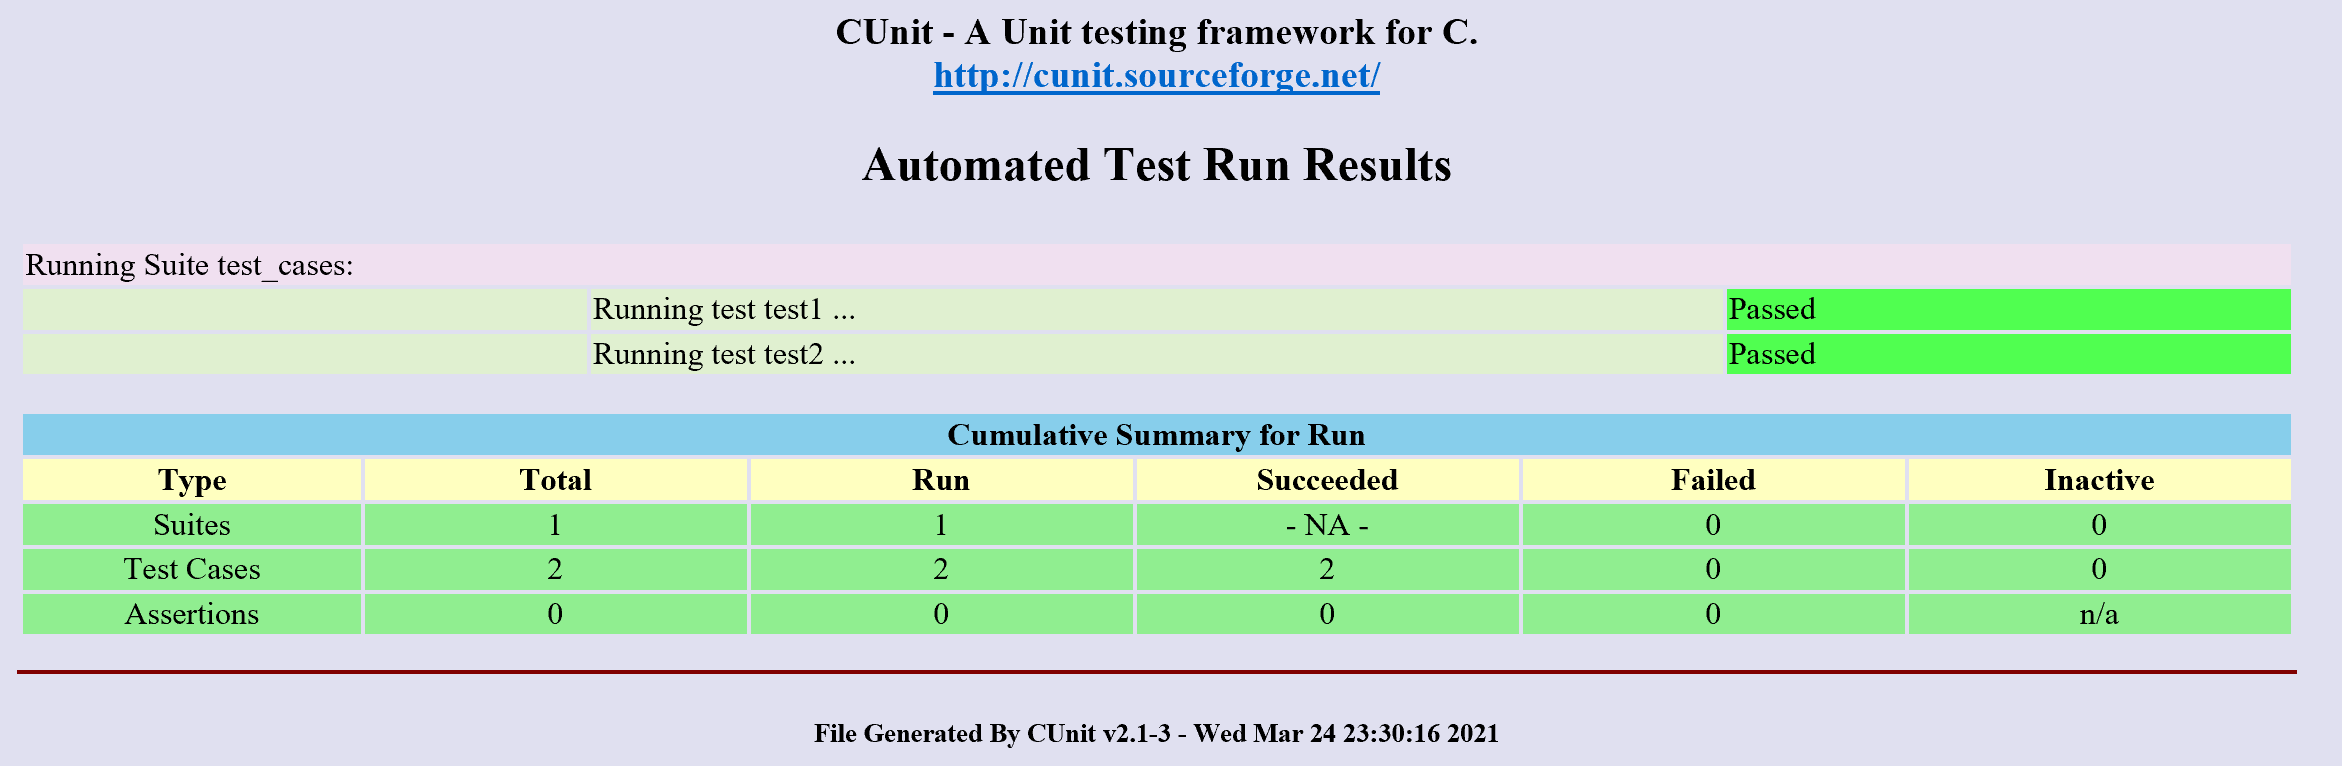 CUnit - A Unit testing framework for C.
http://cunit.sourceforge.net/
Automated Test Run Results
Running Suite test_cases:
Running test test1 ... Passed
Running test test2 ... Passed
Cumulative Summary for Run
Type Total Run Succeeded Failed Inactive
Suites 1 1 - NA - 0 0
Test Cases 2 2 2 0 0
Assertions 0 0 0 0 n/a
File Generated By CUnit v2.1-3 - Wed Mar 24 23:30:16 2021